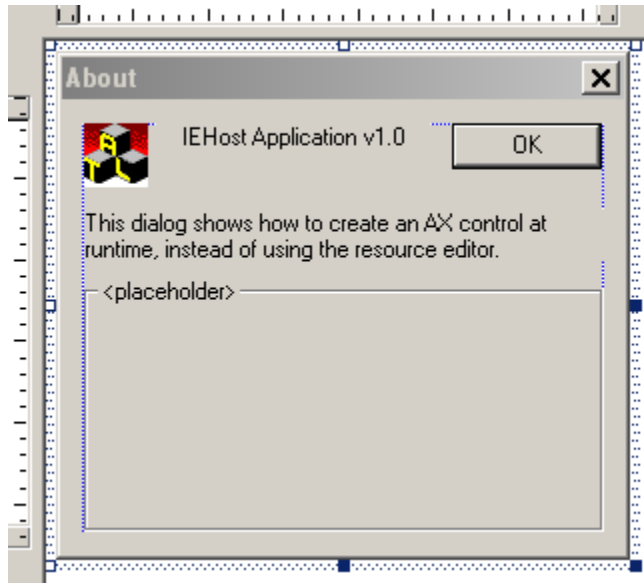 About
ATL
IEHost Application v1.0
OK
This dialog shows how to create an AX control at
runtime, instead of using the resource editor.
<placeholder>